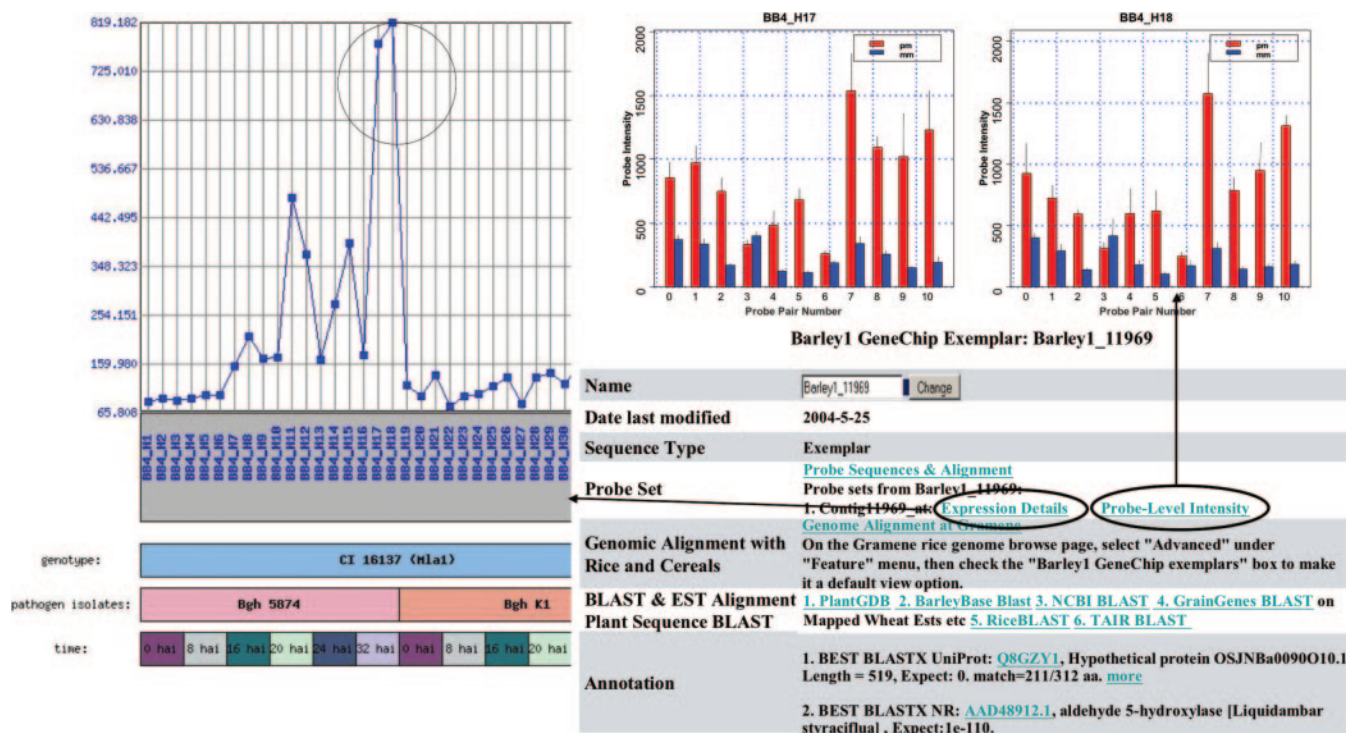 819.182
725.010
630.838
536.667
442.495
348.323
254.151
159.980
65.808
BB4_H1
BB4_H2
BB4_H3
BB4_H4
BB4_H5
BB4_H6
BB4_H7
BB4_H8
BB4_H9
BB4_H10
BB4_H11
BB4_H12
BB4_H13
BB4_H14
BB4_H15
BB4_H16
BB4_H17
BB4_H18
BB4_H19
BB4_H20
BB4_H21
BB4_H22
BB4_H23
BB4_H24
BB4_H25
BB4_H26
BB4_H27
BB4_H28
BB4_H29
BB4_H30
genotype: CI 16137 (Mla1)
pathogen isolates: Bgh 5874 Bgh K1
time: 0 hai 8 hai 16 hai 20 hai 24 hai 32 hai 0 hai 8 hai 16 hai 20 hai
BB4_H17
pm
mm
Probe Intensity
2000
1500
1000
500
0
0 1 2 3 4 5 6 7 8 9 10
Probe Pair Number
BB4_H18
pm
mm
Probe Intensity
2000
1500
1000
500
0
0 1 2 3 4 5 6 7 8 9 10
Probe Pair Number
Barley1 GeneChip Exemplar: Barley1_11969
Name Barley1_11969 Change
Date last modified 2004-5-25
Sequence Type Exemplar
Probe Set Probe Sequences & Alignment
Probe sets from Barley1_11969:
1. Contig11969_at: Expression Details Probe-Level Intensity
Genomic Alignment with
Rice and Cereals
Genome Alignment at Gramene
On the Gramene rice genome browse page, select "Advanced" under
"Feature" menu, then check the "Barley1 GeneChip exemplars" box to make
it a default view option.
BLAST & EST Alignment
Plant Sequence BLAST
1. PlantGDB 2. BarleyBase Blast 3. NCBI BLAST 4. GrainGenes BLAST on
Mapped Wheat Ests etc 5. RiceBLAST 6. TAIR BLAST
Annotation
1. BEST BLASTX UniProt: Q8GZY1, Hypothetical protein OSJNBa0090O10.1
Length = 519, Expect: 0. match=211/312 aa. more
2. BEST BLASTX NR: AAD48912.1, aldehyde 5-hydroxylase [Liquidambar
styraciflua] , Expect:1e-110.